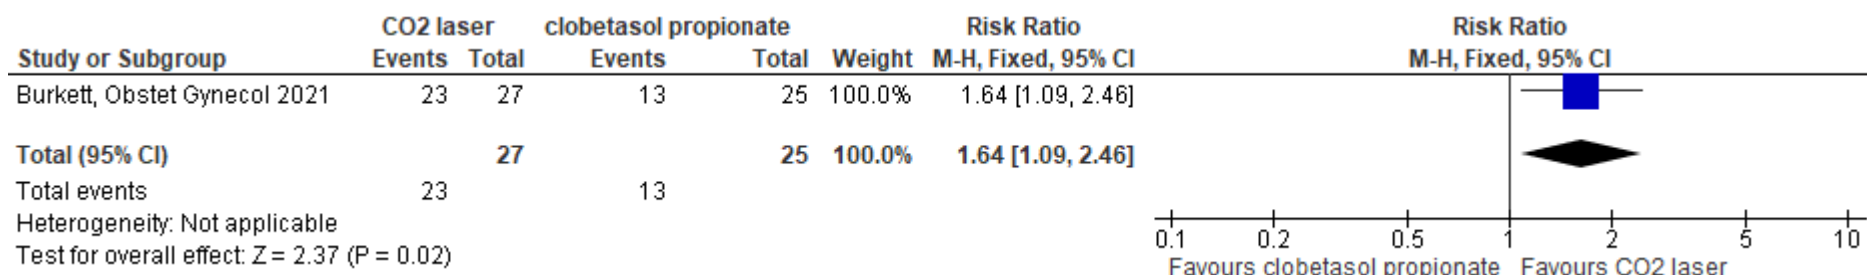 CO2 laser clobetasol propionate Risk Ratio Risk Ratio
Study or Subgroup Events Total Events Total Weight M-H, Fixed, 95% CI M-H, Fixed, 95% CI
Burkett, Obstet Gynecol 2021 23 27 13 25 100.0% 1.64 [1.09, 2.46]
Total (95% CI) 27 25 100.0% 1.64 [1.09, 2.46]
Total events 23 13
Heterogeneity: Not applicable
Test for overall effect: Z = 2.37 (P = 0.02)
0.1 0.2 0.5 1 2 5 10
Favours clobetasol propionate Favours CO2 laser